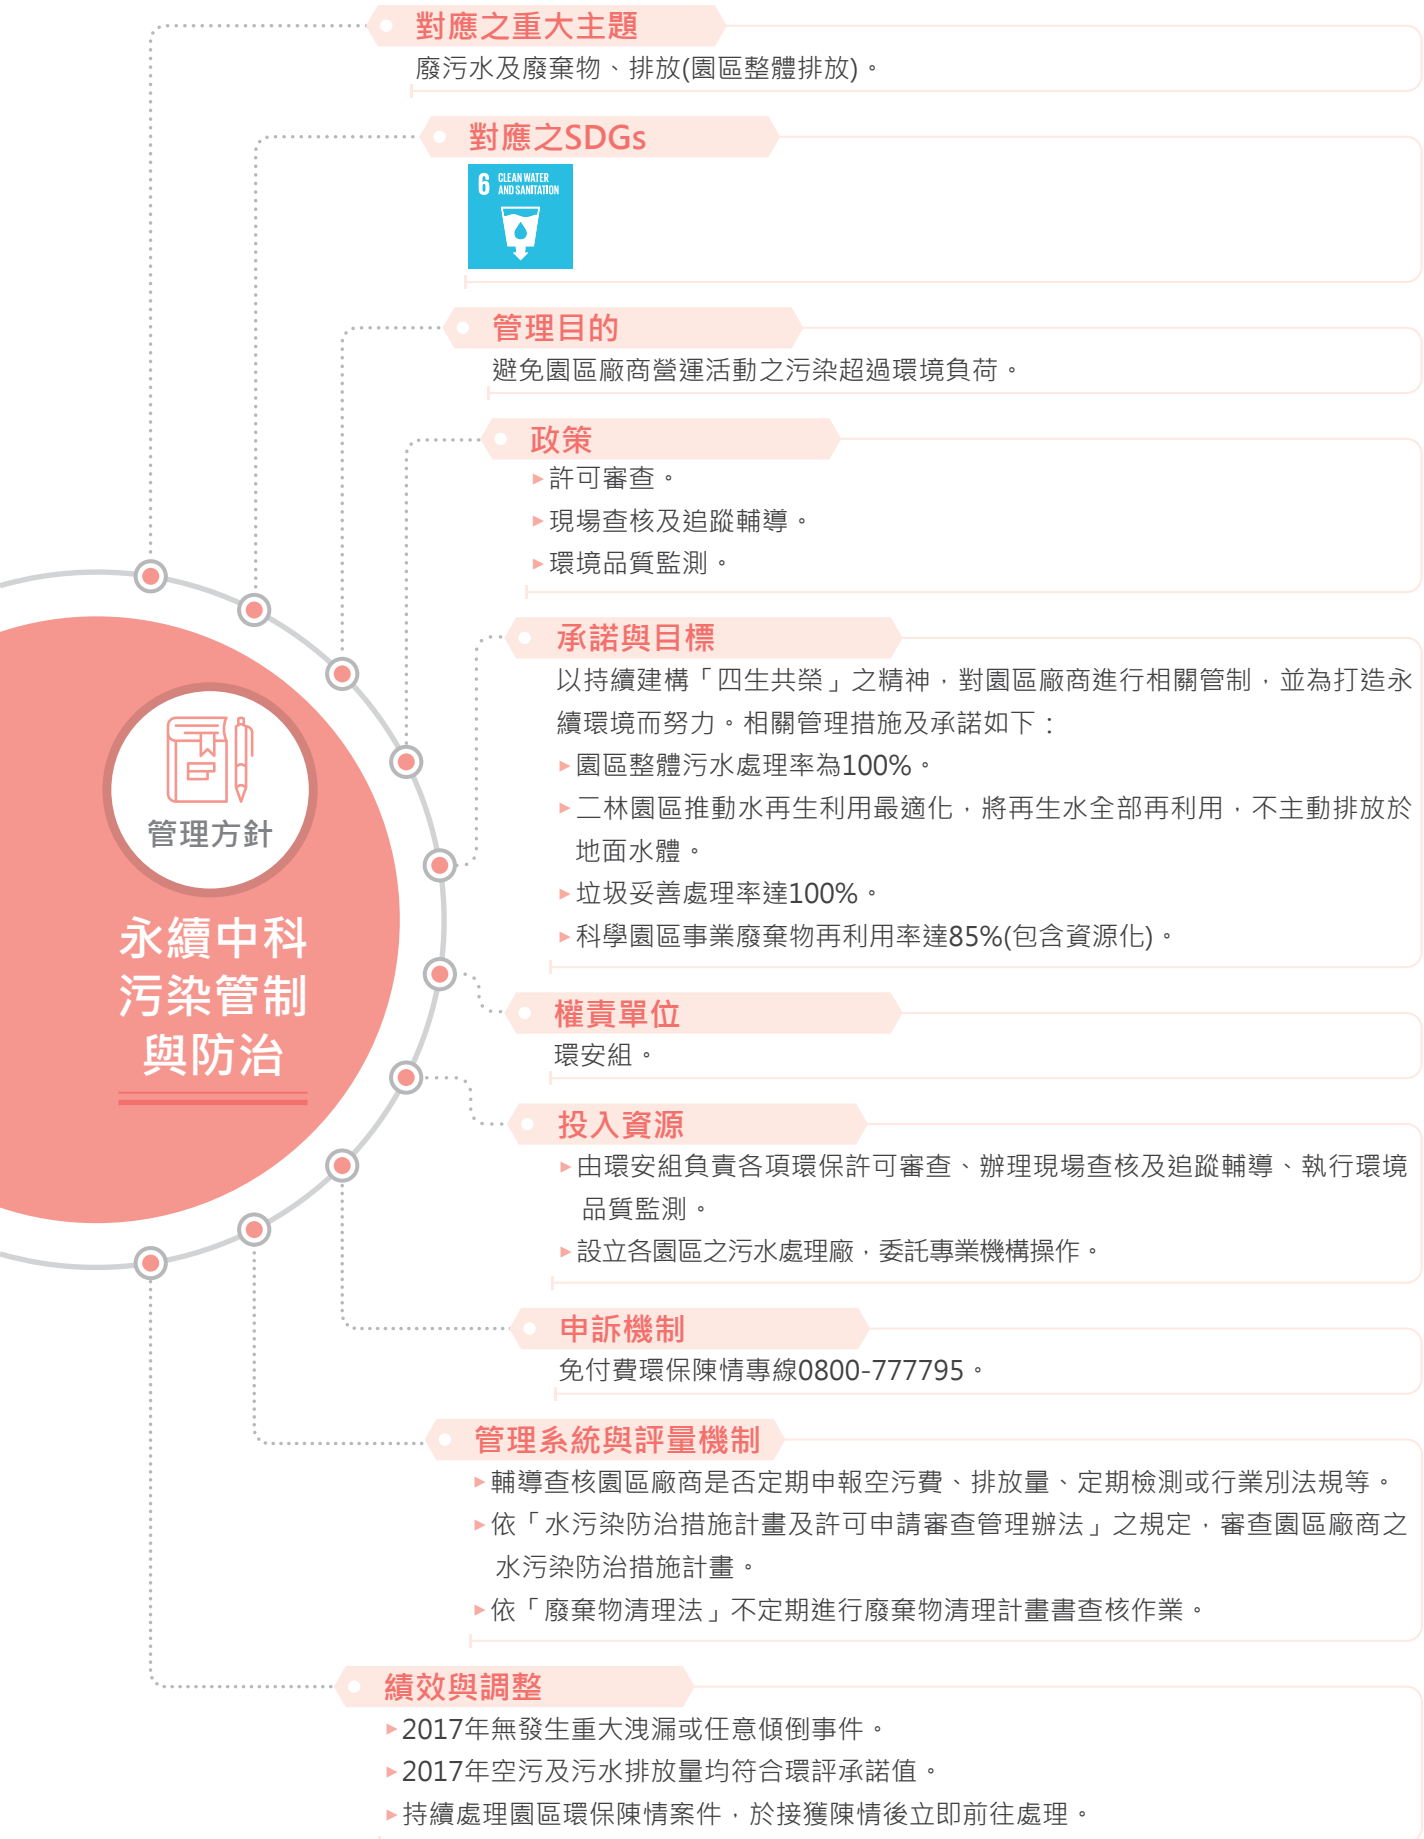 對應之重大主題
廢污水及廢棄物、排放(園區整體排放)。
對應之SDGs
6 CLEAN WATER
AND SANITATION
管理目的
避免園區廠商營運活動之污染超過環境負荷。
政策
▸許可審查。
▸現場查核及追蹤輔導。
▸環境品質監測。
承諾與目標
以持續建構「四生共榮」之精神，對園區廠商進行相關管制，並為打造永
續環境而努力。相關管理措施及承諾如下：
▸園區整體污水處理率為100%。
▸二林園區推動水再生利用最適化，將再生水全部再利用，不主動排放於
地面水體。
▸垃圾妥善處理率達100%。
▸科學園區事業廢棄物再利用率達85%(包含資源化)。
管理方針
永續中科
污染管制
與防治
權責單位
環安組。
投入資源
▸由環安組負責各項環保許可審查、辦理現場查核及追蹤輔導、執行環境
品質監測。
▸設立各園區之污水處理廠，委託專業機構操作。
申訴機制
免付費環保陳情專線0800-777795。
管理系統與評量機制
▸輔導查核園區廠商是否定期申報空污費、排放量、定期檢測或行業別法規等。
▸依「水污染防治措施計畫及許可申請審查管理辦法」之規定，審查園區廠商之
水污染防治措施計畫。
▸依「廢棄物清理法」不定期進行廢棄物清理計畫書查核作業。
績效與調整
▸2017年無發生重大洩漏或任意傾倒事件。
▸2017年空污及污水排放量均符合環評承諾值。
▸持續處理園區環保陳情案件，於接獲陳情後立即前往處理。